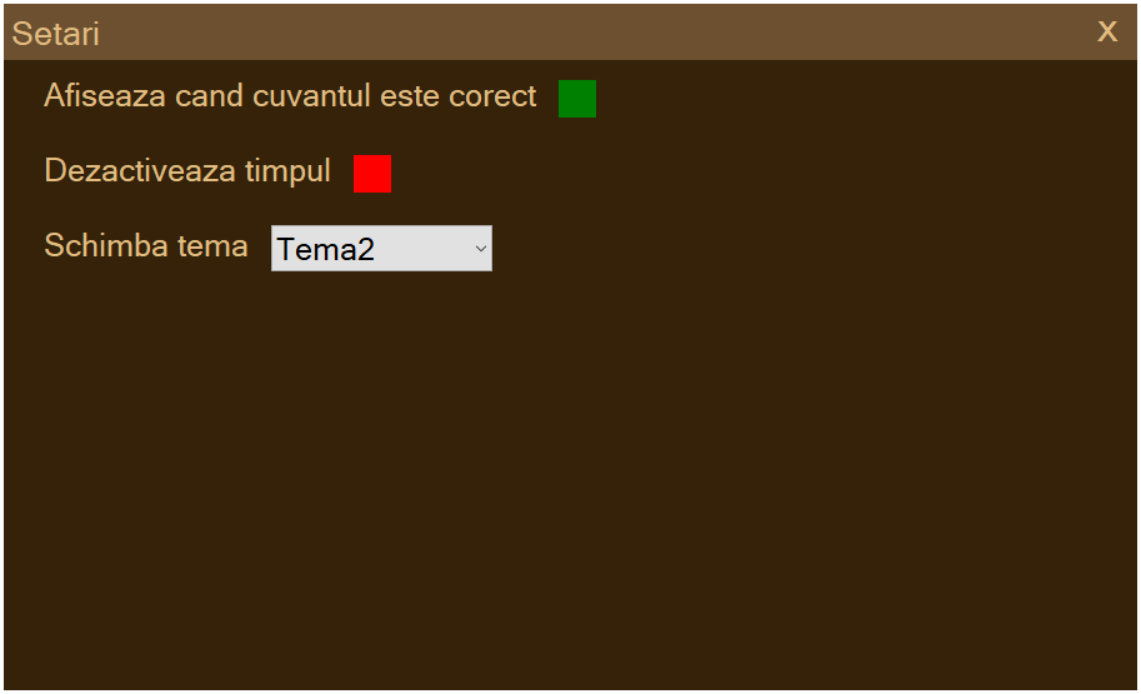 Setari x
Afiseaza cand cuvantul este corect
Dezactiveaza timpul
Schimba tema Tema2